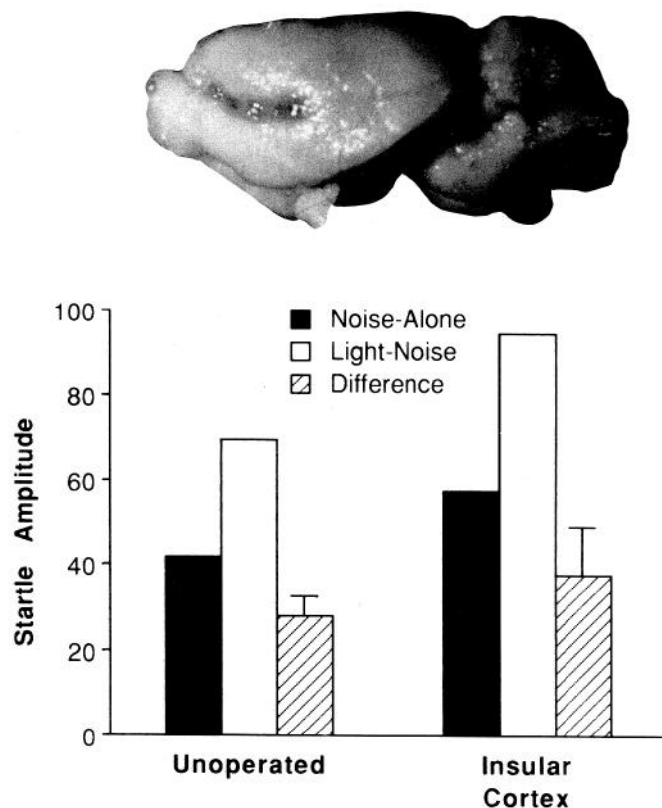 100
80
60
40
20
0
Startle Amplitude
Noise-Alone
Light-Noise
Difference
Unoperated
Insular
Cortex